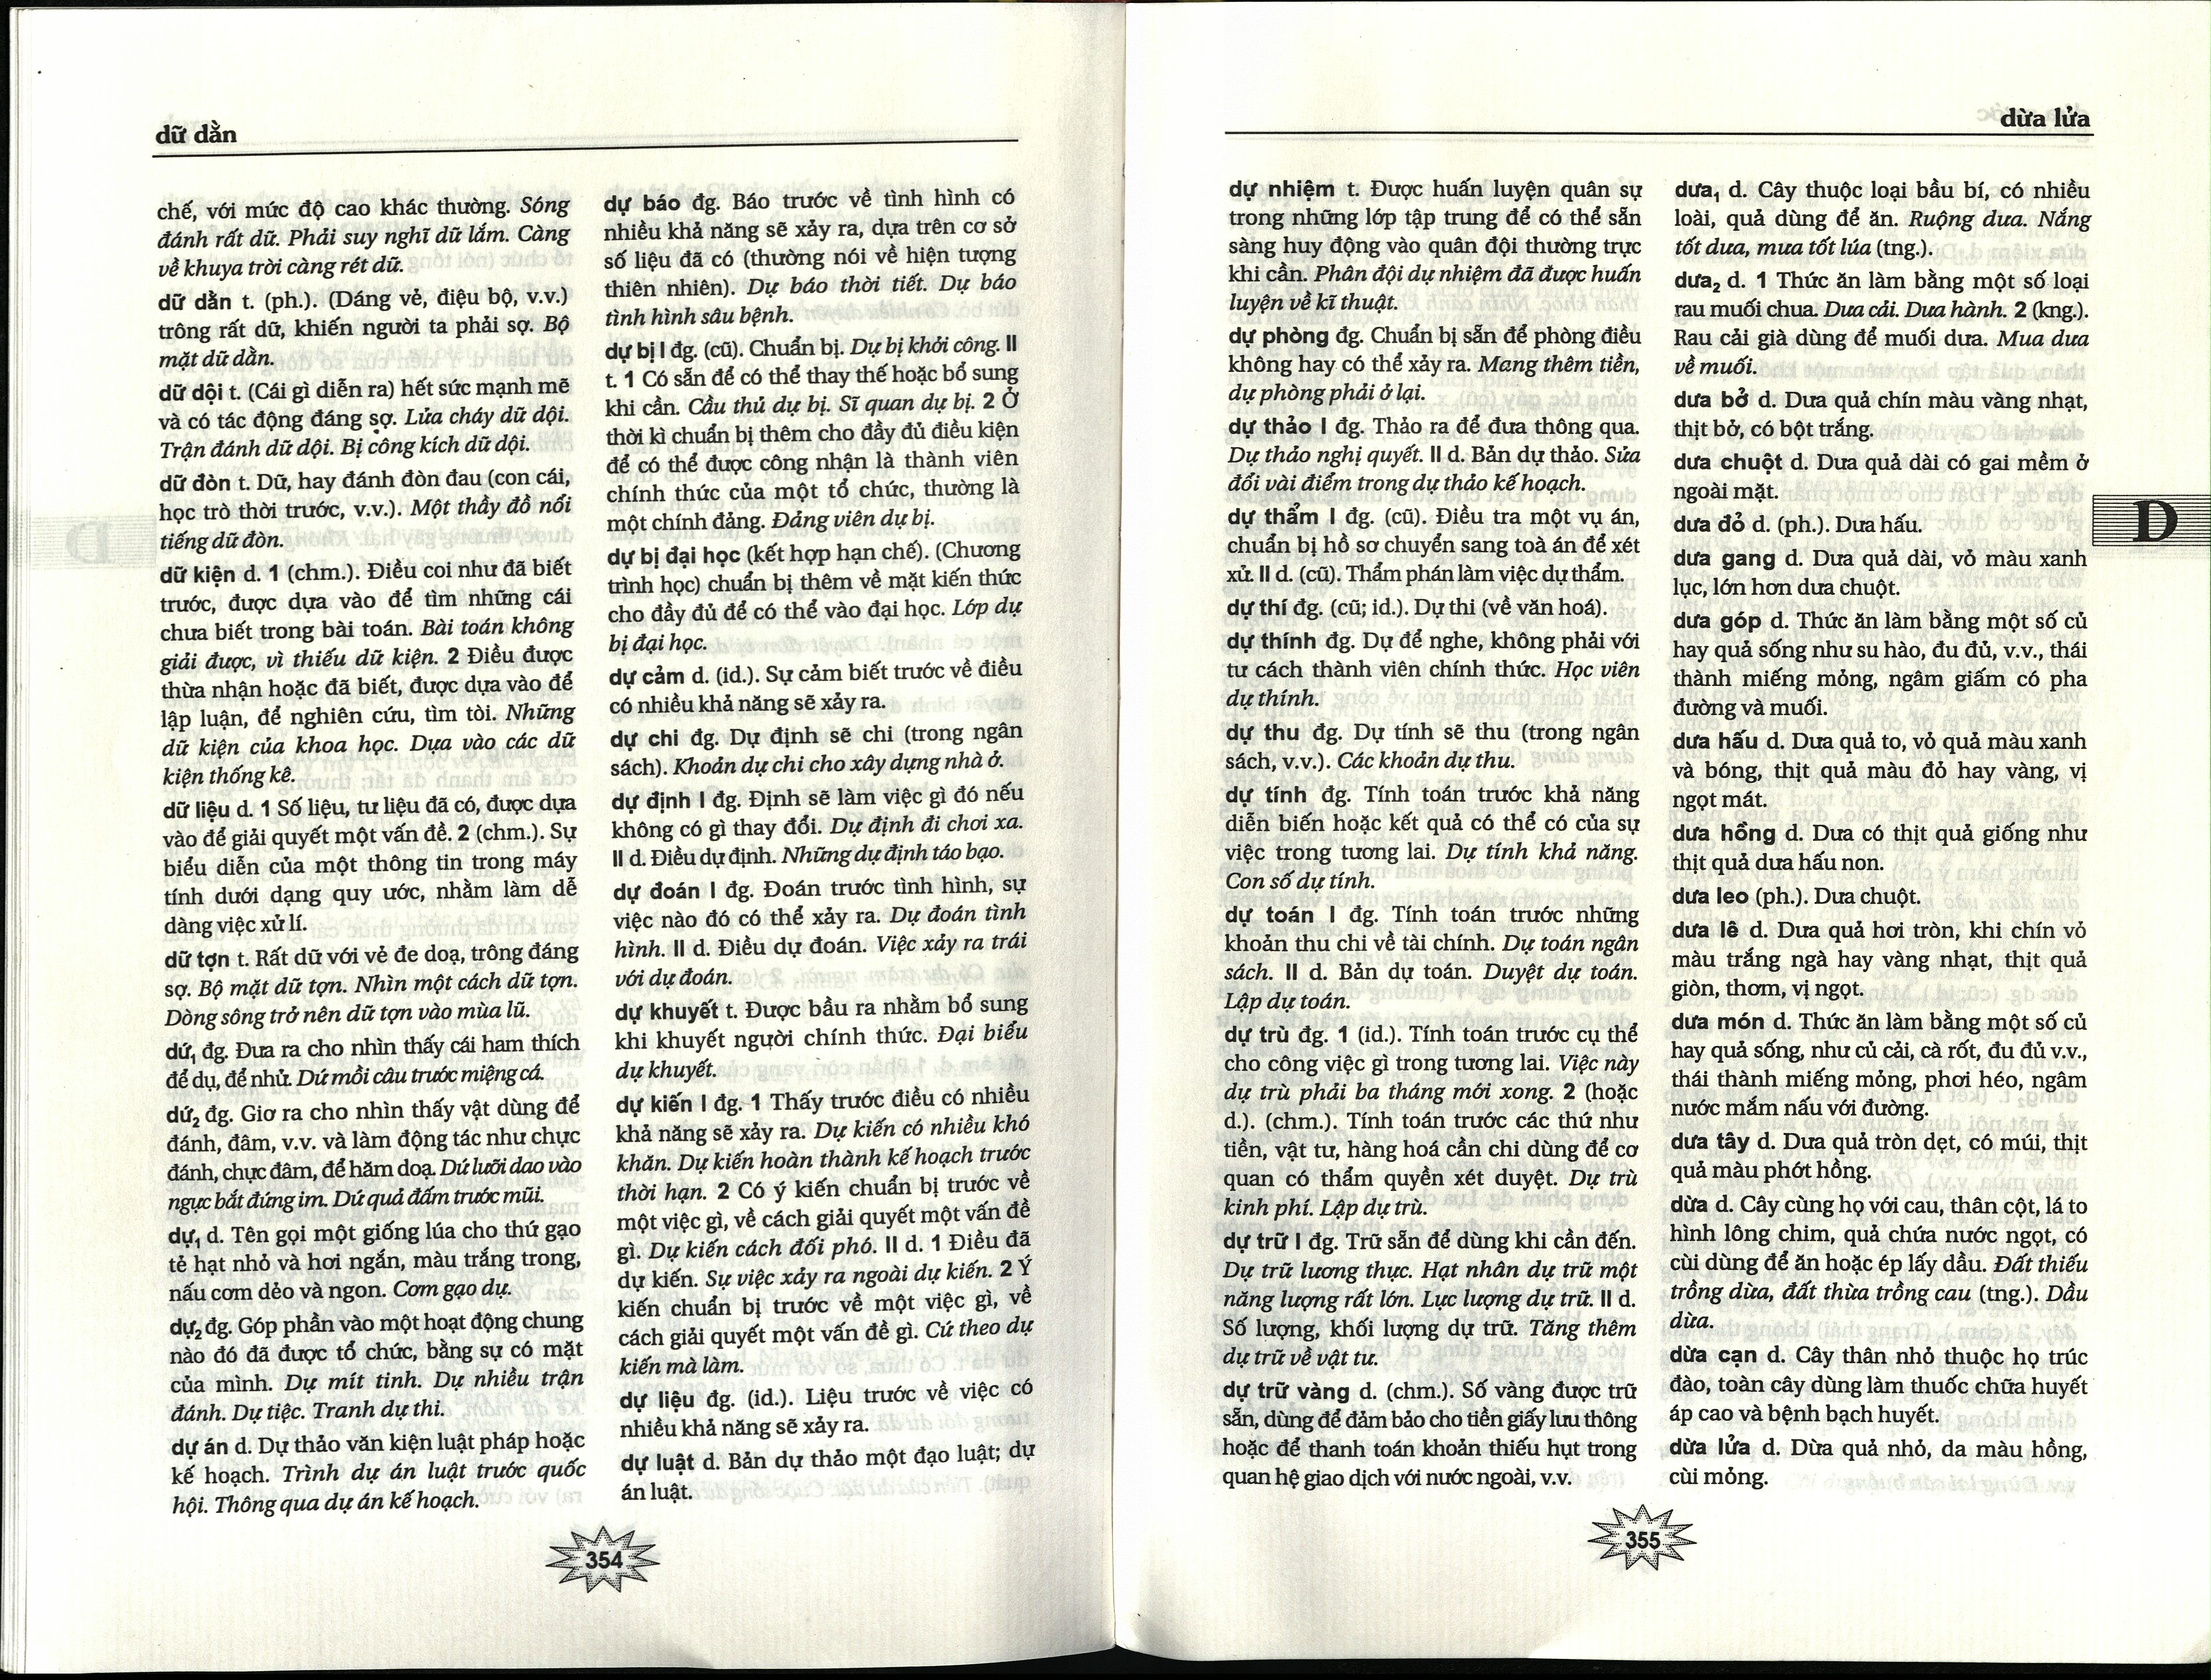 dữ dằn
chế, với mức độ cao khác thường. Sóng
đánh rất dữ. Phải suy nghĩ dữ lắm. Càng
về khuya trời càng rét dữ.
dữ dằn t. (ph.). (Dáng vẻ, điệu bộ, v.v.)
trông rất dữ, khiến người ta phải sợ. Bộ
mặt dữ dằn.
dữ dội t. (Cái gì diễn ra) hết sức mạnh mẽ
và có tác động đáng sợ. Lửa cháy dữ dội.
Trận đánh dữ dội. Bị công kích dữ dội.
dữ đòn t. Dữ, hay đánh đòn đau (con cái,
học trò thời trước, v.v.). Một thầy đồ nổi
tiếng dữ đòn.
dữ kiện d. 1 (chm.). Điều coi như đã biết
trước, được dựa vào để tìm những cái
chưa biết trong bài toán. Bài toán không
giải được, vì thiếu dữ kiện. 2 Điều được
thừa nhận hoặc đã biết, được dựa vào để
lập luận, để nghiên cứu, tìm tòi. Những
dữ kiện của khoa học. Dựa vào các dữ
kiện thống kê.
dữ liệu d. 1 Số liệu, tư liệu đã có, được dựa
vào để giải quyết một vấn đề. 2 (chm.). Sự
biểu diễn của một thông tin trong máy
tính dưới dạng quy ước, nhằm làm dễ
dàng việc xử lí.
dữ tợn t. Rất dữ với vẻ đe doạ, trông đáng
sợ. Bộ mặt dữ tợn. Nhìn một cách dữ tợn.
Dòng sông trở nên dữ tợn vào mùa lũ.
dứ₁ đg. Đưa ra cho nhìn thấy cái ham thích
để dụ, để nhử. Dứ mồi câu trước miệng cá.
dứ₂ đg. Giơ ra cho nhìn thấy vật dùng để
đánh, đâm, v.v. và làm động tác như chực
đánh, chực đâm, để hăm doạ. Dứ lưỡi dao vào
ngực bắt đứng im. Dứ quả đấm trước mũi.
dự₁ d. Tên gọi một giống lúa cho thứ gạo
tẻ hạt nhỏ và hơi ngắn, màu trắng trong,
nấu cơm dẻo và ngon. Cơm gạo dự.
dự₂ đg. Góp phần vào một hoạt động chung
nào đó đã được tổ chức, bằng sự có mặt
của mình. Dự mít tinh. Dự nhiều trận
đánh. Dự tiệc. Tranh dự thi.
dự án d. Dự thảo văn kiện luật pháp hoặc
kế hoạch. Trình dự án luật trước quốc
hội. Thông qua dự án kế hoạch.
dự báo đg. Báo trước về tình hình có
nhiều khả năng sẽ xảy ra, dựa trên cơ sở
số liệu đã có (thường nói về hiện tượng
thiên nhiên). Dự báo thời tiết. Dự báo
tình hình sâu bệnh.
dự bị I đg. (cũ). Chuẩn bị. Dự bị khởi công. II
t. 1 Có sẵn để có thể thay thế hoặc bổ sung
khi cần. Cầu thủ dự bị. Sĩ quan dự bị. 2 Ở
thời kì chuẩn bị thêm cho đầy đủ điều kiện
để có thể được công nhận là thành viên
chính thức của một tổ chức, thường là
một chính đảng. Đảng viên dự bị.
dự bị đại học (kết hợp hạn chế). (Chương
trình học) chuẩn bị thêm về mặt kiến thức
cho đầy đủ để có thể vào đại học. Lớp dự
bị đại học.
dự cảm d. (id.). Sự cảm biết trước về điều
có nhiều khả năng sẽ xảy ra.
dự chi đg. Dự định sẽ chi (trong ngân
sách). Khoản dự chi cho xây dựng nhà ở.
dự định I đg. Định sẽ làm việc gì đó nếu
không có gì thay đổi. Dự định đi chơi xa.
II d. Điều dự định. Những dự định táo bạo.
dự đoán I đg. Đoán trước tình hình, sự
việc nào đó có thể xảy ra. Dự đoán tình
hình. II d. Điều dự đoán. Việc xảy ra trái
với dự đoán.
dự khuyết t. Được bầu ra nhằm bổ sung
khi khuyết người chính thức. Đại biểu
dự khuyết.
dự kiến I đg. 1 Thấy trước điều có nhiều
khả năng sẽ xảy ra. Dự kiến có nhiều khó
khăn. Dự kiến hoàn thành kế hoạch trước
thời hạn. 2 Có ý kiến chuẩn bị trước về
một việc gì, về cách giải quyết một vấn đề
gì. Dự kiến cách đối phó. II d. 1 Điều đã
dự kiến. Sự việc xảy ra ngoài dự kiến. 2 Ý
kiến chuẩn bị trước về một việc gì, về
cách giải quyết một vấn đề gì. Cứ theo dự
kiến mà làm.
dự liệu đg. (id.). Liệu trước về việc có
nhiều khả năng sẽ xảy ra.
dự luật d. Bản dự thảo một đạo luật; dự
án luật.
354
dừa lửa
dự nhiệm t. Được huấn luyện quân sự
trong những lớp tập trung để có thể sẵn
sàng huy động vào quân đội thường trực
khi cần. Phân đội dự nhiệm đã được huấn
luyện về kĩ thuật.
dự phòng đg. Chuẩn bị sẵn để phòng điều
không hay có thể xảy ra. Mang thêm tiền,
dự phòng phải ở lại.
dự thảo I đg. Thảo ra để đưa thông qua.
Dự thảo nghị quyết. II d. Bản dự thảo. Sửa
đổi vài điểm trong dự thảo kế hoạch.
dự thẩm I đg. (cũ). Điều tra một vụ án,
chuẩn bị hồ sơ chuyển sang toà án để xét
xử. II d. (cũ). Thẩm phán làm việc dự thẩm.
dự thí đg. (cũ; id.). Dự thi (về văn hoá).
dự thính đg. Dự để nghe, không phải với
tư cách thành viên chính thức. Học viên
dự thính.
dự thu đg. Dự tính sẽ thu (trong ngân
sách, v.v.). Các khoản dự thu.
dự tính đg. Tính toán trước khả năng
diễn biến hoặc kết quả có thể có của sự
việc trong tương lai. Dự tính khả năng.
Con số dự tính.
dự toán I đg. Tính toán trước những
khoản thu chi về tài chính. Dự toán ngân
sách. II d. Bản dự toán. Duyệt dự toán.
Lập dự toán.
dự trù đg. 1 (id.). Tính toán trước cụ thể
cho công việc gì trong tương lai. Việc này
dự trù phải ba tháng mới xong. 2 (hoặc
d.). (chm.). Tính toán trước các thứ như
tiền, vật tư, hàng hoá cần chi dùng để cơ
quan có thẩm quyền xét duyệt. Dự trù
kinh phí. Lập dự trù.
dự trữ I đg. Trữ sẵn để dùng khi cần đến.
Dự trữ lương thực. Hạt nhân dự trữ một
năng lượng rất lớn. Lực lượng dự trữ. II d.
Số lượng, khối lượng dự trữ. Tăng thêm
dự trữ về vật tư.
dự trữ vàng d. (chm.). Số vàng được trữ
sẵn, dùng để đảm bảo cho tiền giấy lưu thông
hoặc để thanh toán khoản thiếu hụt trong
quan hệ giao dịch với nước ngoài, v.v.
dưa₁ d. Cây thuộc loại bầu bí, có nhiều
loài, quả dùng để ăn. Ruộng dưa. Nắng
tốt dưa, mưa tốt lúa (tng.).
dưa₂ d. 1 Thức ăn làm bằng một số loại
rau muối chua. Dưa cải. Dưa hành. 2 (kng.).
Rau cải già dùng để muối dưa. Mua dưa
về muối.
dưa bở d. Dưa quả chín màu vàng nhạt,
thịt bở, có bột trắng.
dưa chuột d. Dưa quả dài có gai mềm ở
ngoài mặt.
dưa đỏ d. (ph.). Dưa hấu.
dưa gang d. Dưa quả dài, vỏ màu xanh
lục, lớn hơn dưa chuột.
dưa góp d. Thức ăn làm bằng một số củ
hay quả sống như su hào, đu đủ, v.v., thái
thành miếng mỏng, ngâm giấm có pha
đường và muối.
dưa hấu d. Dưa quả to, vỏ quả màu xanh
và bóng, thịt quả màu đỏ hay vàng, vị
ngọt mát.
dưa hồng d. Dưa có thịt quả giống như
thịt quả dưa hấu non.
dưa leo (ph.). Dưa chuột.
dưa lê d. Dưa quả hơi tròn, khi chín vỏ
màu trắng ngà hay vàng nhạt, thịt quả
giòn, thơm, vị ngọt.
dưa món d. Thức ăn làm bằng một số củ
hay quả sống, như củ cải, cà rốt, đu đủ v.v.,
thái thành miếng mỏng, phơi héo, ngâm
nước mắm nấu với đường.
dưa tây d. Dưa quả tròn dẹt, có múi, thịt
quả màu phớt hồng.
dừa d. Cây cùng họ với cau, thân cột, lá to
hình lông chim, quả chứa nước ngọt, có
cùi dùng để ăn hoặc ép lấy dầu. Đất thiếu
trồng dừa, đất thừa trồng cau (tng.). Dầu
dừa.
dừa cạn d. Cây thân nhỏ thuộc họ trúc
đào, toàn cây dùng làm thuốc chữa huyết
áp cao và bệnh bạch huyết.
dừa lửa d. Dừa quả nhỏ, da màu hồng,
cùi mỏng.
D
355